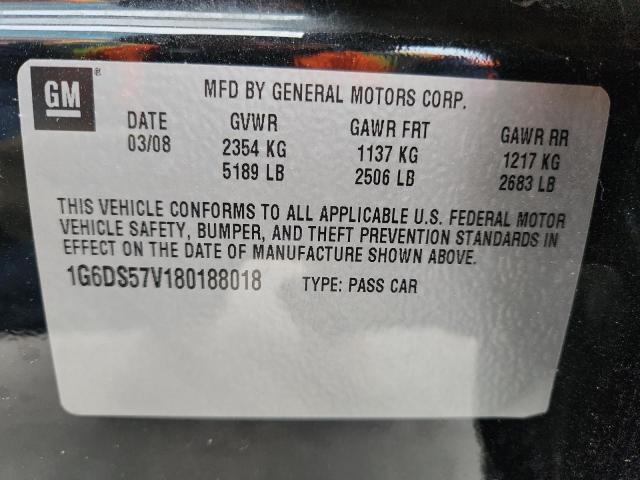 GM® MFD BY GENERAL MOTORS CORP.
DATE GVWR GAWR FRT GAWR RR
03/08 2354 KG 1137 KG 1217 KG
5189 LB 2506 LB 2683 LB
THIS VEHICLE CONFORMS TO ALL APPLICABLE U.S. FEDERAL MOTOR
VEHICLE SAFETY, BUMPER, AND THEFT PREVENTION STANDARDS IN
EFFECT ON THE DATE OF MANUFACTURE SHOWN ABOVE.
1G6DS57V180188018 TYPE: PASS CAR